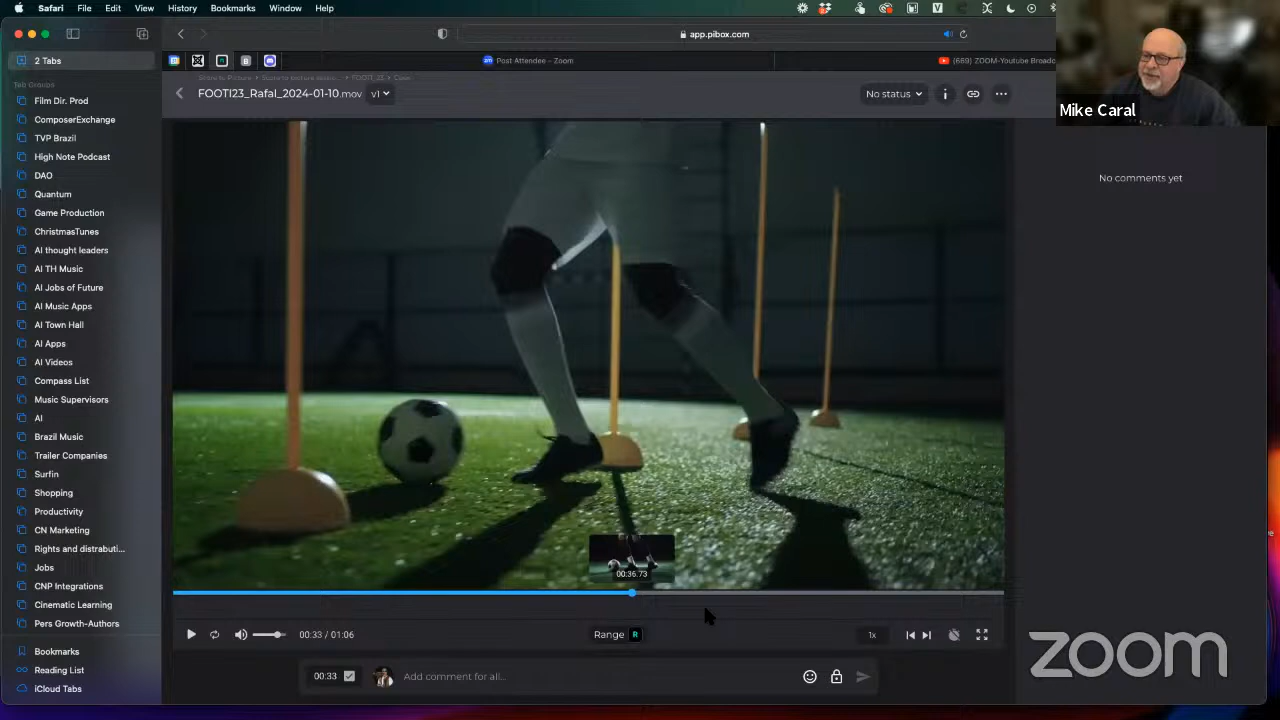 Safari File Edit View History Bookmarks Window Help
app.pibox.com
2 Tabs
Post Attendee – Zoom
(669) ZOOM-Youtube Broadc
Tab Groups
FOOTI23_Rafal_2024-01-10.mov v1
No status
Mike Caral
Film Dir. Prod
ComposerExchange
TVP Brazil
High Note Podcast
DAO
Quantum
Game Production
ChristmasTunes
AI thought leaders
AI TH Music
AI Jobs of Future
AI Music Apps
AI Town Hall
AI Apps
AI Videos
Compass List
Music Supervisors
AI
Brazil Music
Trailer Companies
Surfin
Shopping
Productivity
CN Marketing
Rights and distributi...
Jobs
CNP Integrations
Cinematic Learning
Pers Growth-Authors
Bookmarks
Reading List
iCloud Tabs
No comments yet
00:36.73
00:33 / 01:06
Range R
1x
00:33
Add comment for all...
zoom